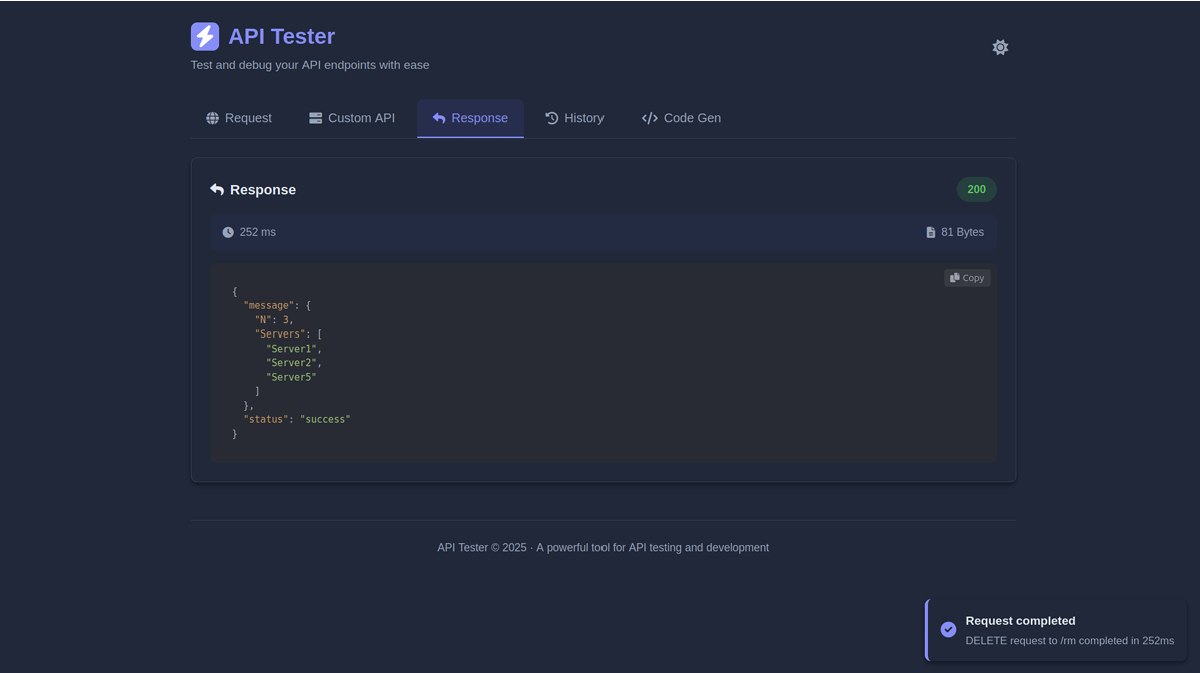 API Tester
Test and debug your API endpoints with ease
Request Custom API Response History Code Gen
Response 200
252 ms 81 Bytes
Copy
{
"message": {
"N": 3,
"Servers": [
"Server1",
"Server2",
"Server5"
]
},
"status": "success"
}
API Tester © 2025 · A powerful tool for API testing and development
Request completed
DELETE request to /rm completed in 252ms